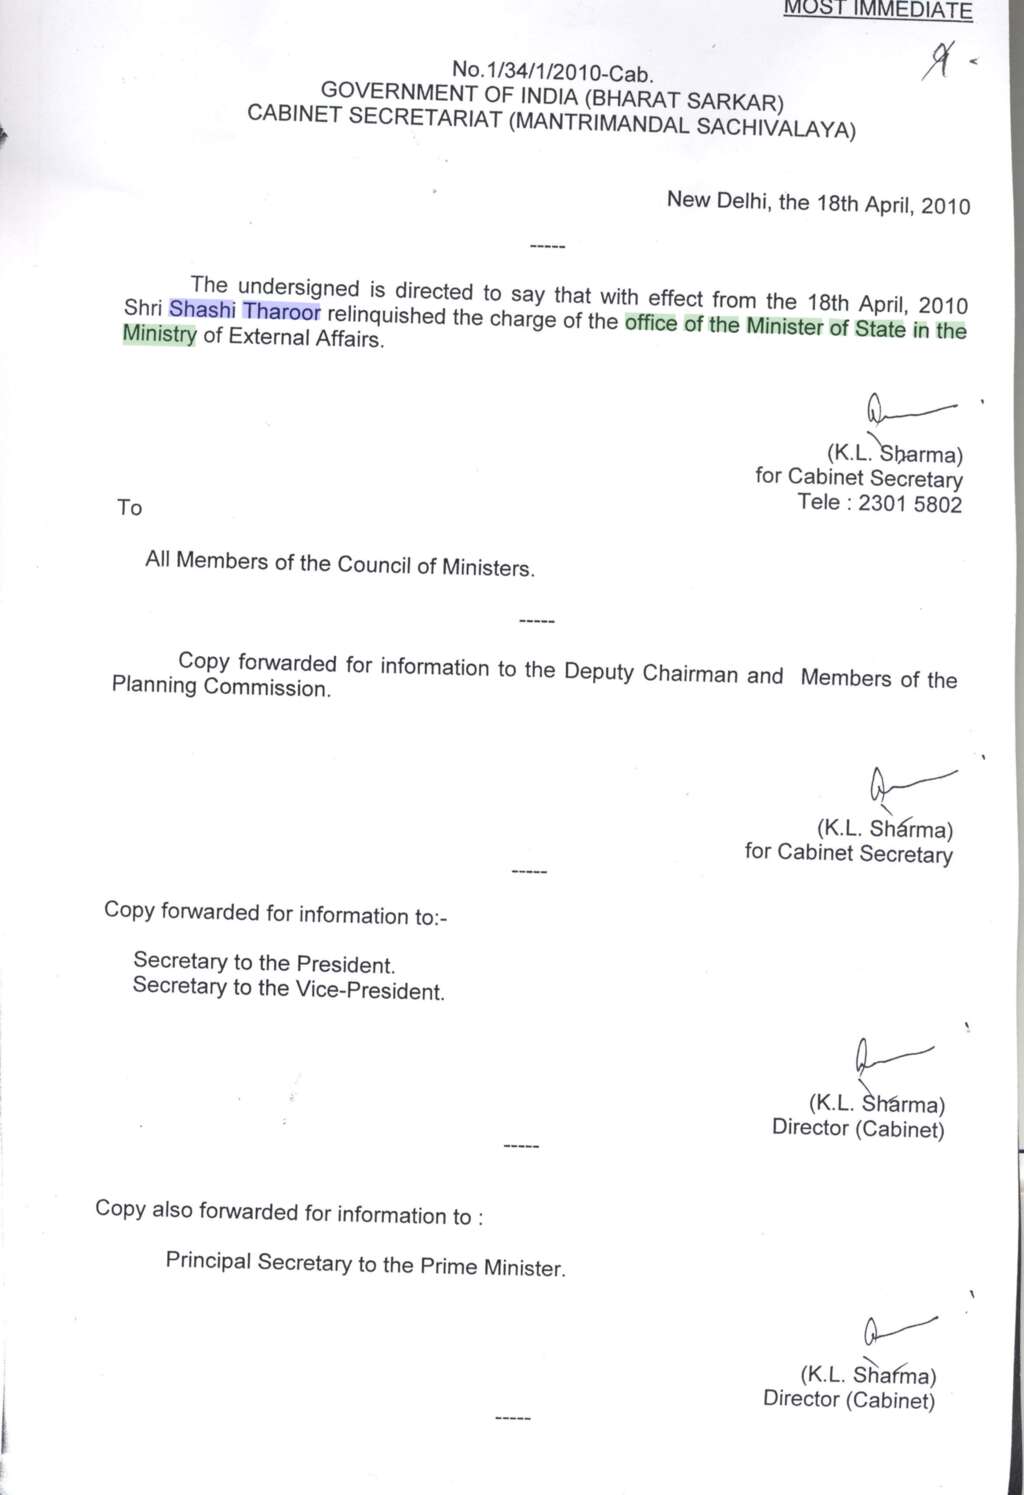 MOST IMMEDIATE
No.1/34/1/2010-Cab.
GOVERNMENT OF INDIA (BHARAT SARKAR)
CABINET SECRETARIAT (MANTRIMANDAL SACHIVALAYA)
New Delhi, the 18th April, 2010
-----
The undersigned is directed to say that with effect from the 18th April, 2010
Shri Shashi Tharoor relinquished the charge of the office of the Minister of State in the
Ministry of External Affairs.
(K.L. Sharma)
for Cabinet Secretary
Tele : 2301 5802
To
All Members of the Council of Ministers.
-----
Copy forwarded for information to the Deputy Chairman and Members of the
Planning Commission.
(K.L. Sharma)
for Cabinet Secretary
-----
Copy forwarded for information to:-
Secretary to the President.
Secretary to the Vice-President.
(K.L. Sharma)
Director (Cabinet)
-----
Copy also forwarded for information to :
Principal Secretary to the Prime Minister.
(K.L. Sharma)
Director (Cabinet)
-----